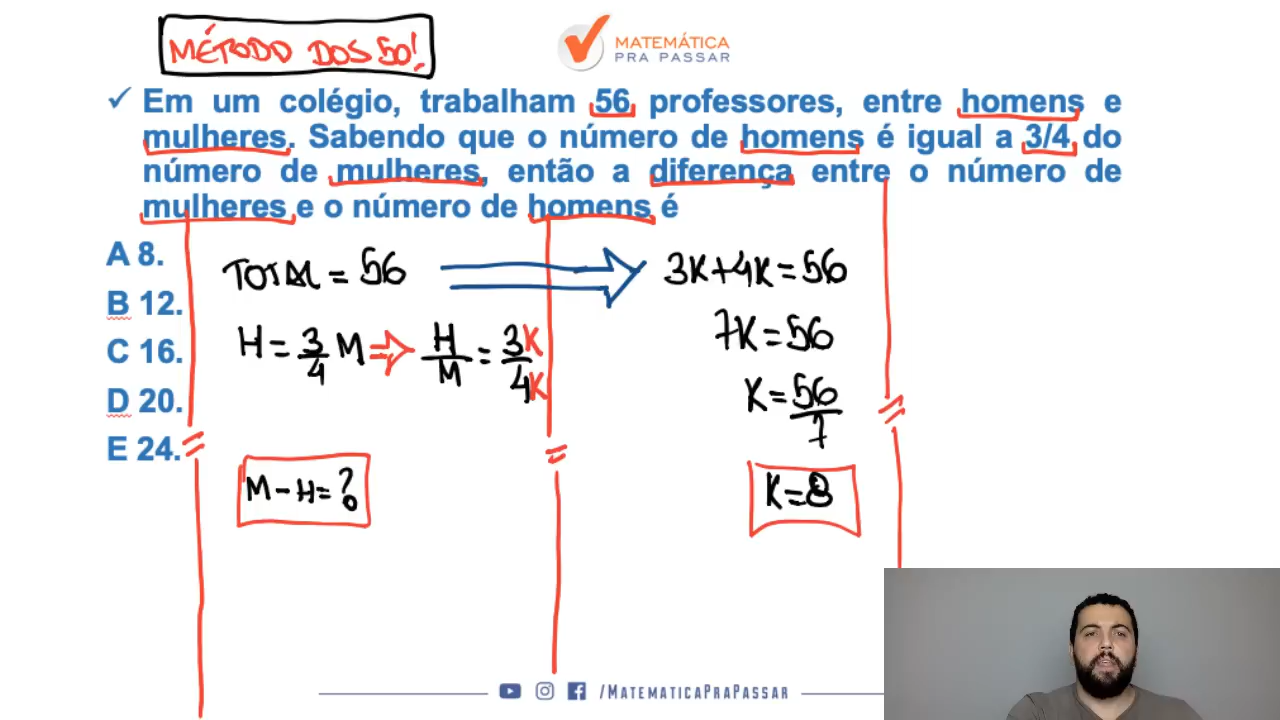 MÉTODO DOS 50!
MATEMÁTICA
PRA PASSAR
✓ Em um colégio, trabalham 56 professores, entre homens e
mulheres. Sabendo que o número de homens é igual a 3/4 do
número de mulheres, então a diferença entre o número de
mulheres e o número de homens é
A 8.
B 12.
C 16.
D 20.
E 24.
TOTAL = 56
H = 3/4 M ⇒ H/M = 3K/4K
M - H = ?
3K + 4K = 56
7K = 56
K = 56/7
K = 8
/MATEMATICAPRAPASSAR